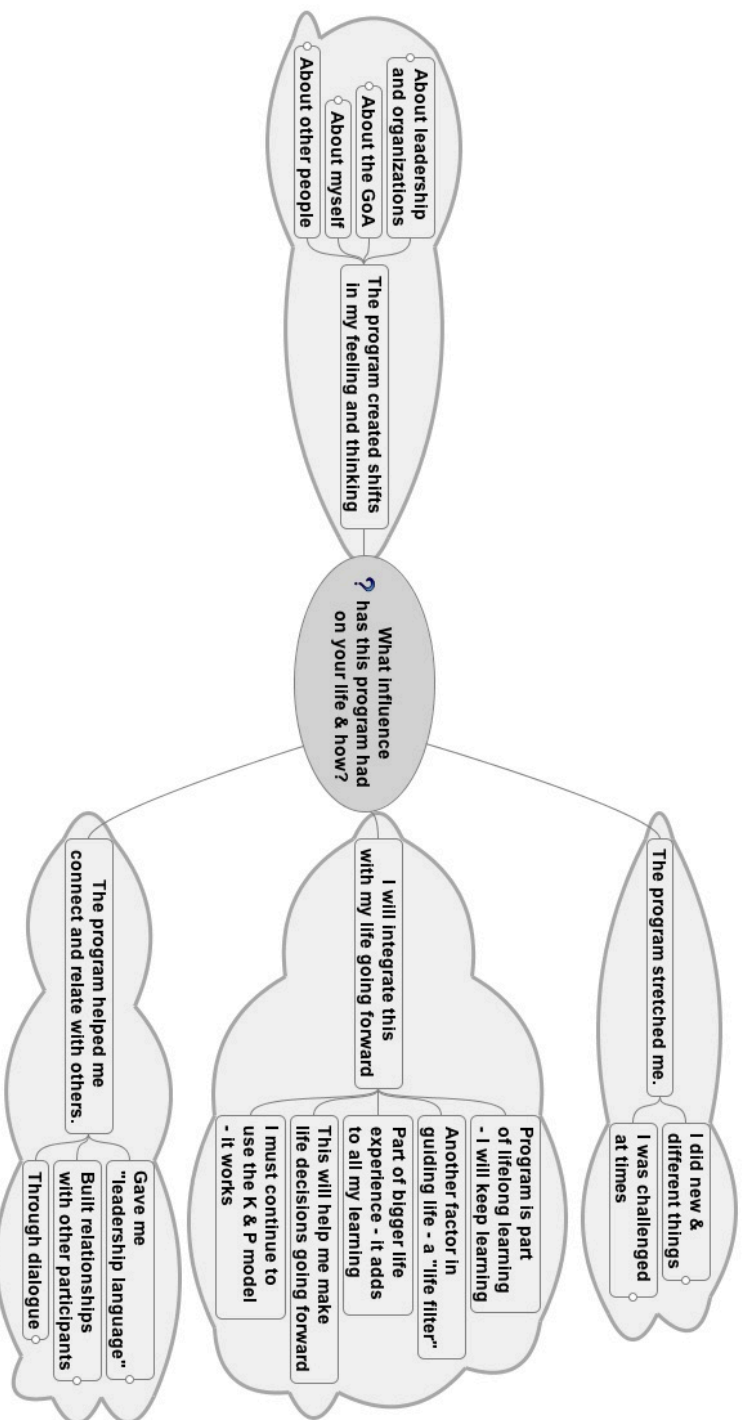 What influence
? has this program had
on your life & how?
The program stretched me.
I did new &
different things
I was challenged
at times
I will integrate this
with my life going forward
Program is part
of lifelong learning
- I will keep learning
Another factor in
guiding life - a "life filter"
Part of bigger life
experience - it adds
to all my learning
This will help me make
life decisions going forward
I must continue to
use the K & P model
- it works
The program helped me
connect and relate with others.
Gave me
"leadership language"
Built relationships
with other participants
Through dialogue
The program created shifts
in my feeling and thinking
About leadership
and organizations
About the GoA
About myself
About other people